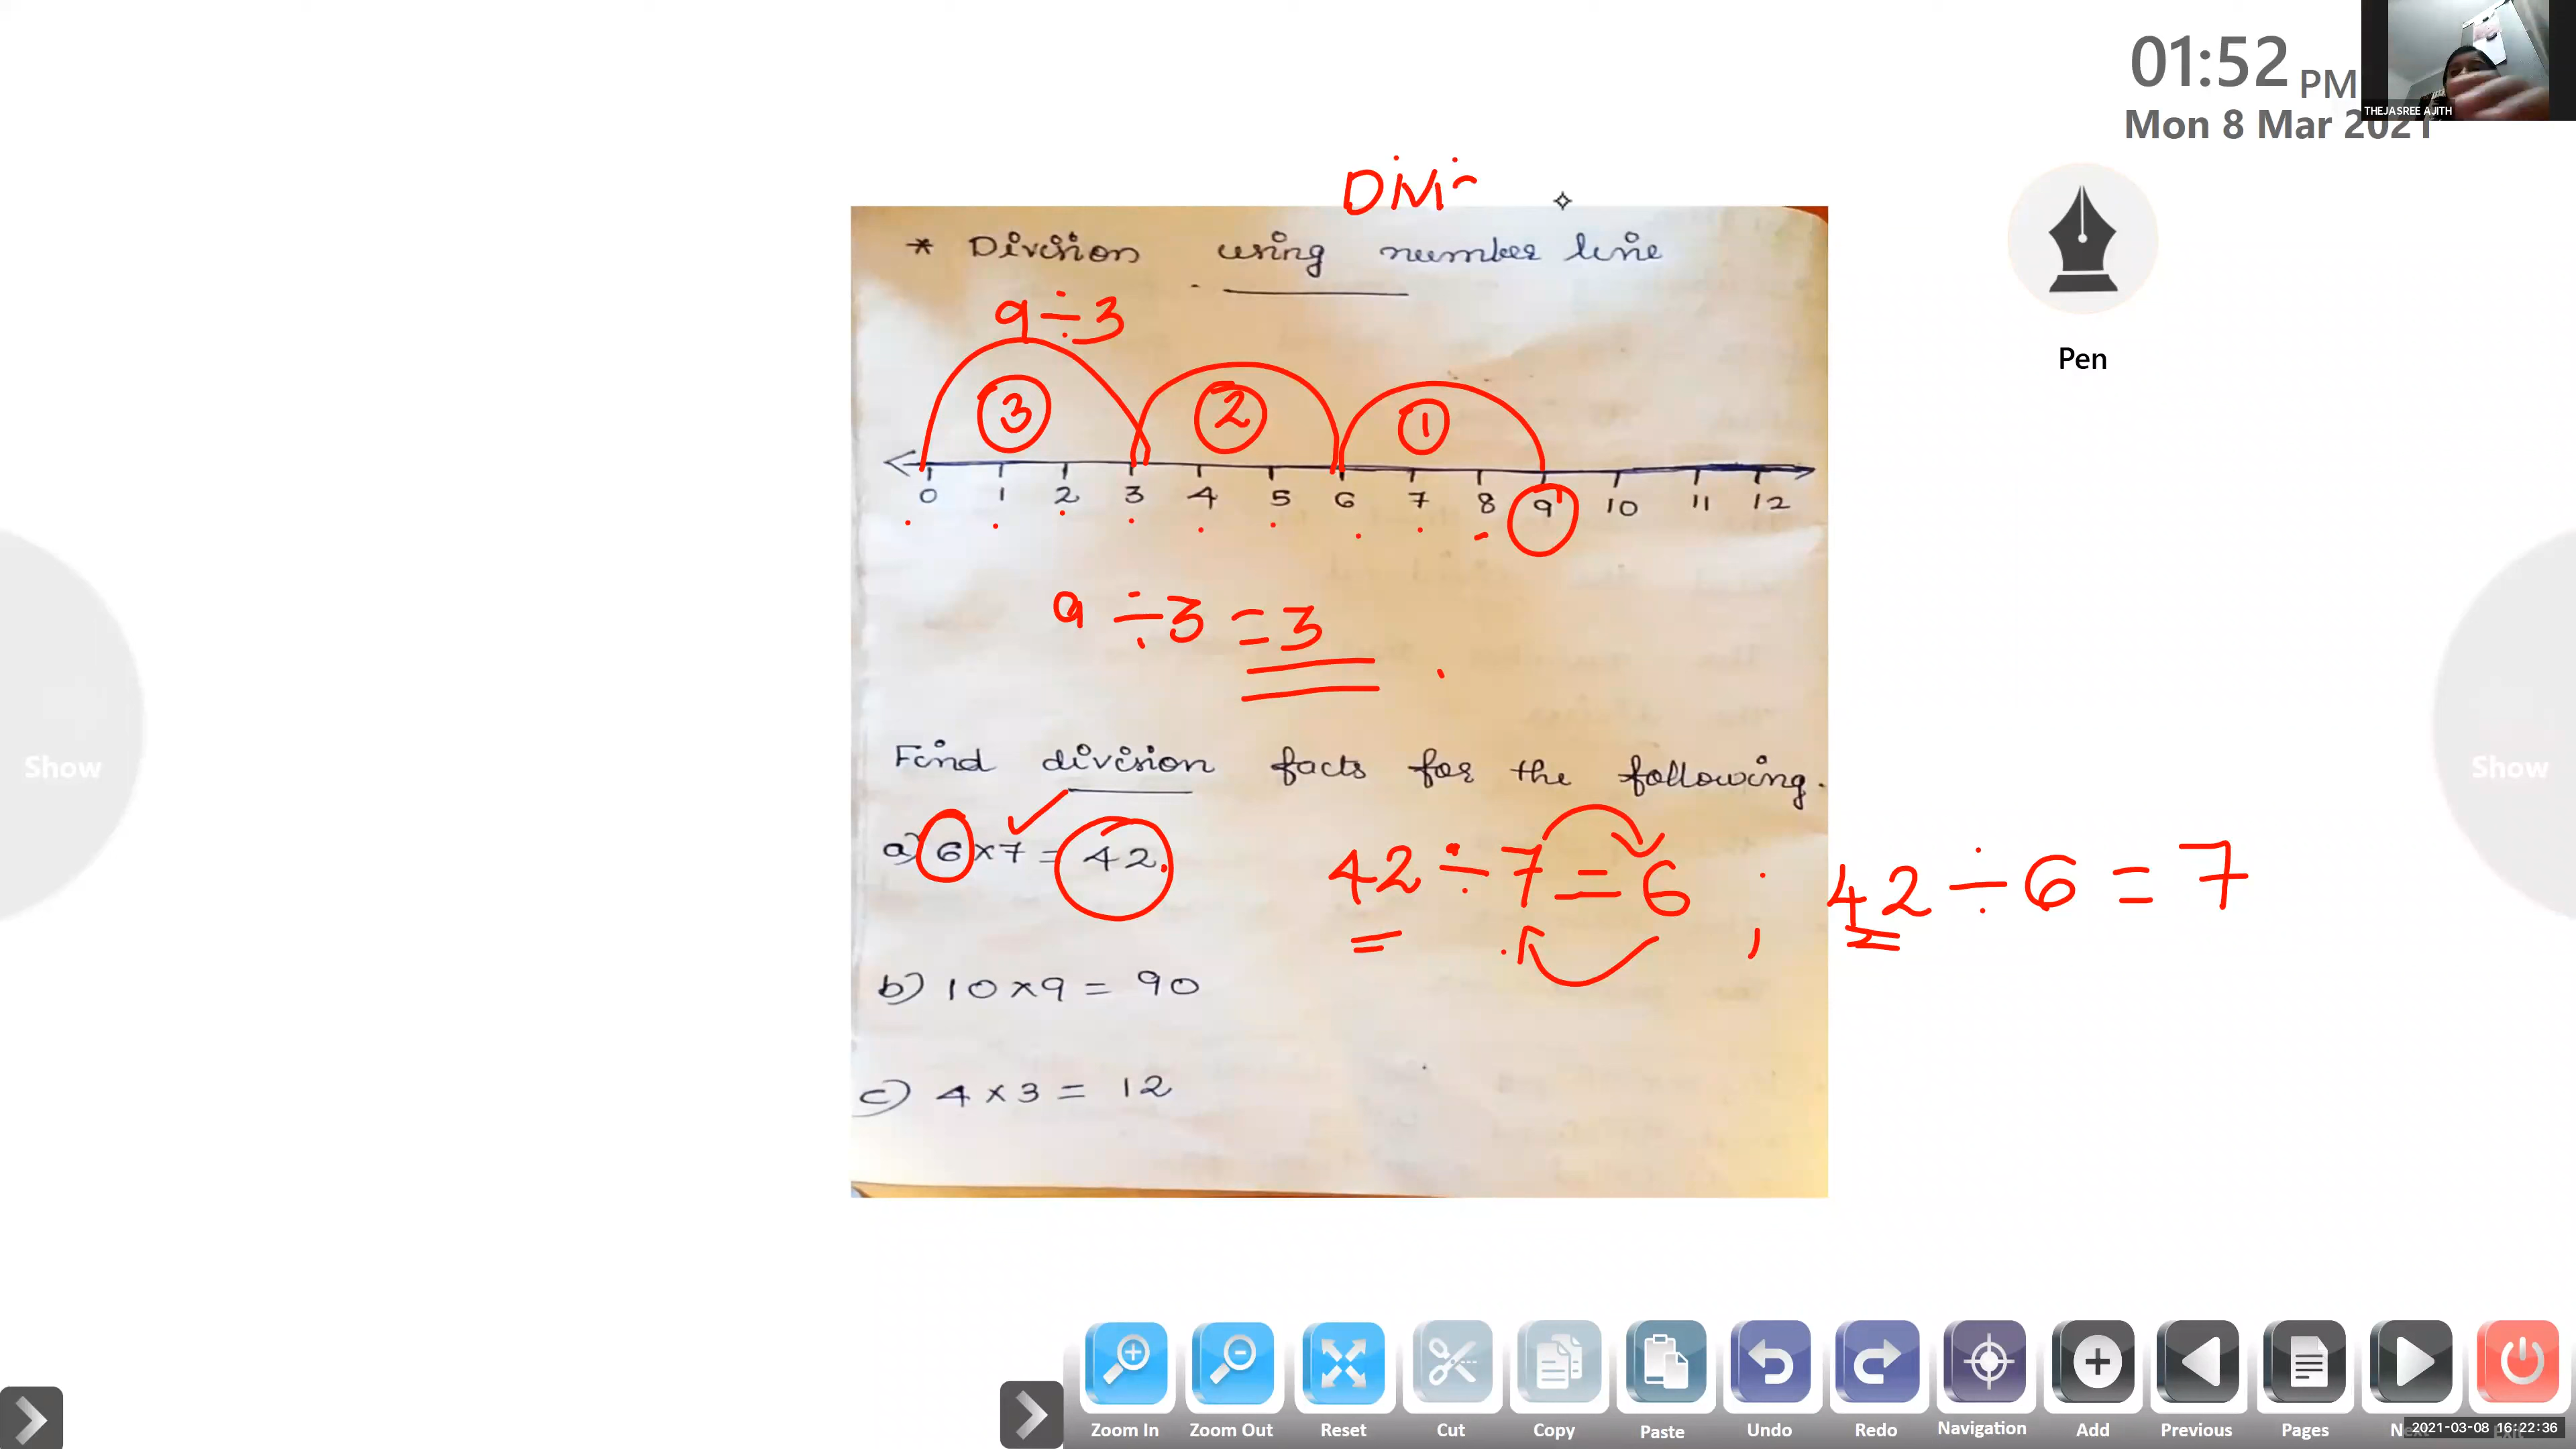 01:52 PM
THEJASREE AJITH
Mon 8 Mar 2021
Pen
* Division using number line
9 ÷ 3
3 2 1
0 1 2 3 4 5 6 7 8 9 10 11 12
9 ÷ 3 = 3
Find division facts for the following.
a) 6 × 7 = 42. 42 ÷ 7 = 6 ; 42 ÷ 6 = 7
b) 10 × 9 = 90
c) 4 × 3 = 12
Show
Show
Zoom In Zoom Out Reset Cut Copy Paste Undo Redo Navigation Add Previous Pages
2021-03-08 16:22:36